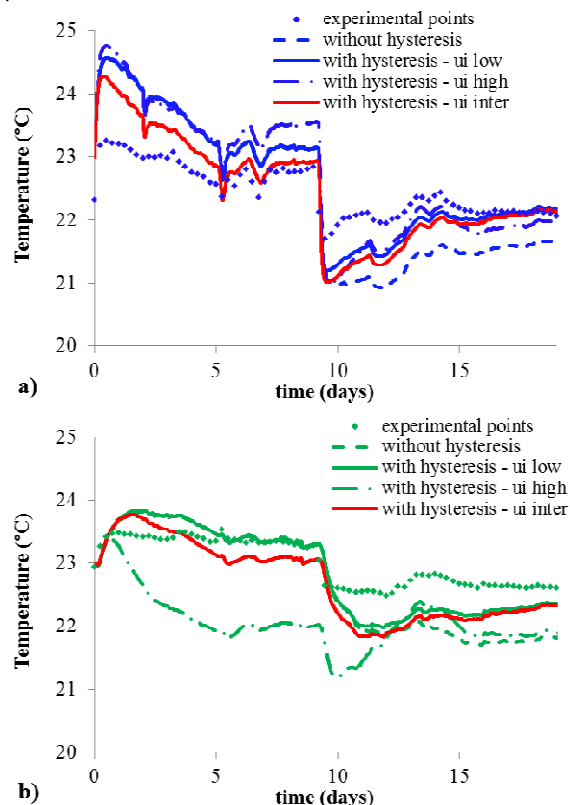 25
24
23
22
21
20
Temperature (°C)
experimental points
without hysteresis
with hysteresis - ui low
with hysteresis - ui high
with hysteresis - ui inter
0
5
10
15
time (days)
a)
25
24
23
22
21
20
Temperature (°C)
experimental points
without hysteresis
with hysteresis - ui low
with hysteresis - ui high
with hysteresis - ui inter
0
5
10
15
time (days)
b)